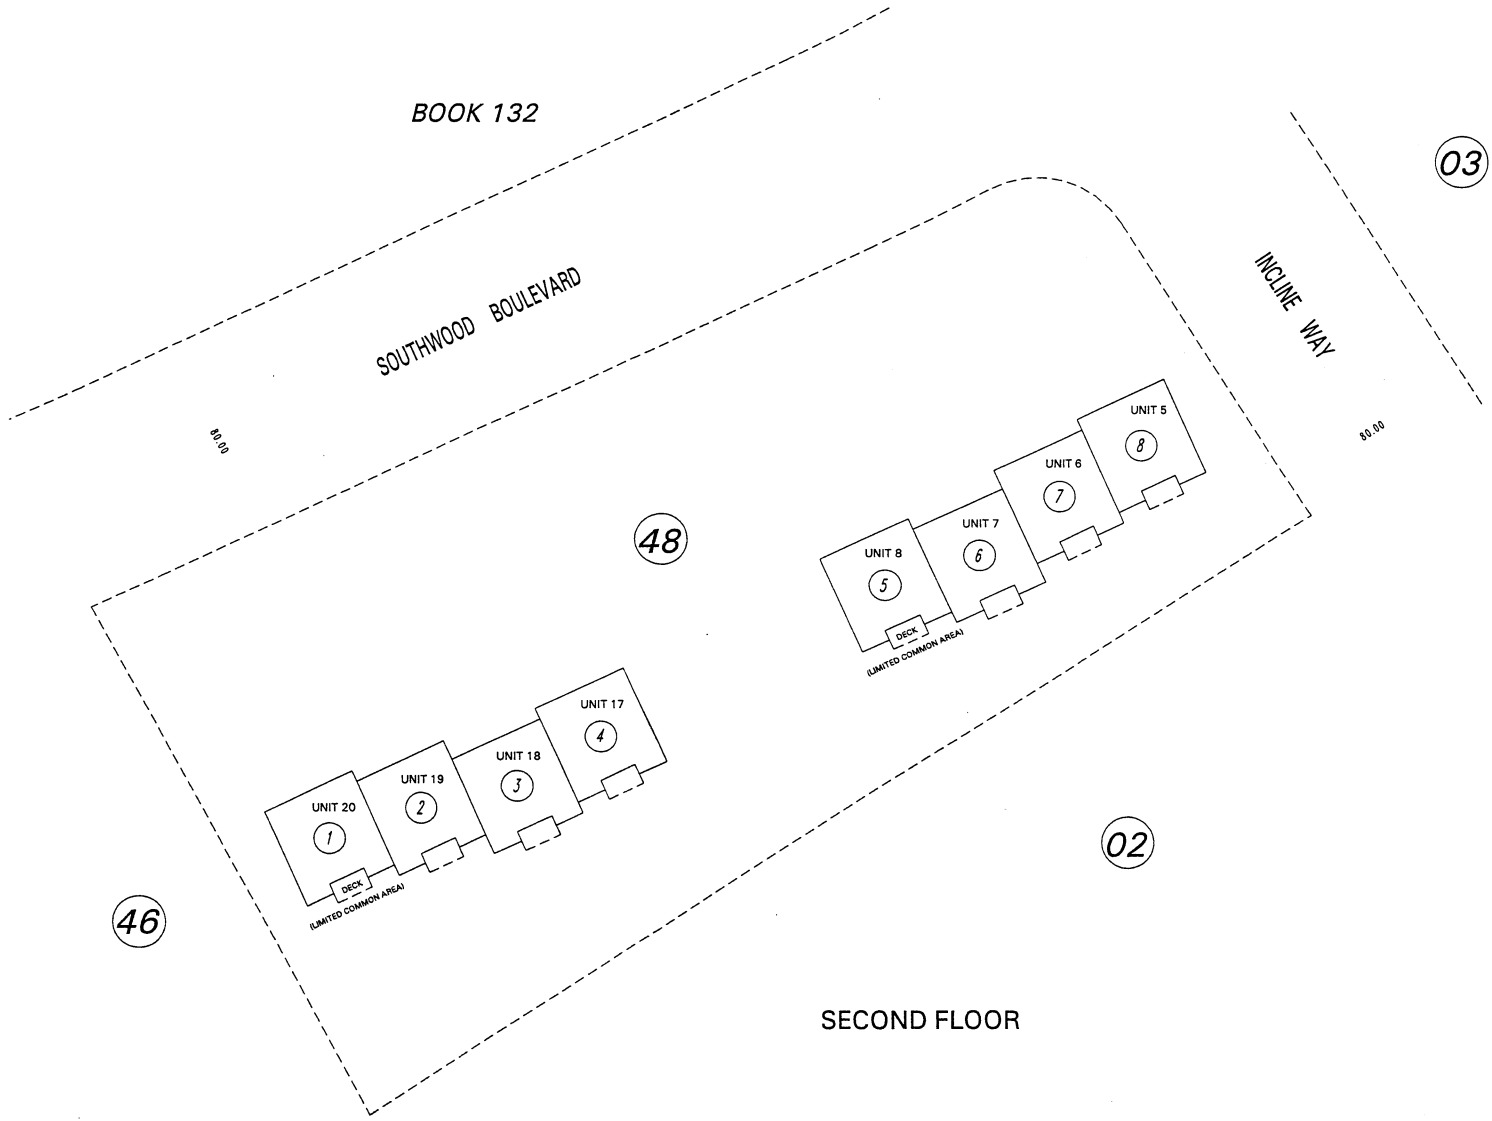 BOOK 132
03
SOUTHWOOD BOULEVARD
INCLINE WAY
80.00
80.00
48
UNIT 5
8
UNIT 6
7
UNIT 7
6
UNIT 8
5
DECK
(LIMITED COMMON AREA)
UNIT 17
4
UNIT 18
3
UNIT 19
2
UNIT 20
1
DECK
(LIMITED COMMON AREA)
46
02
SECOND FLOOR